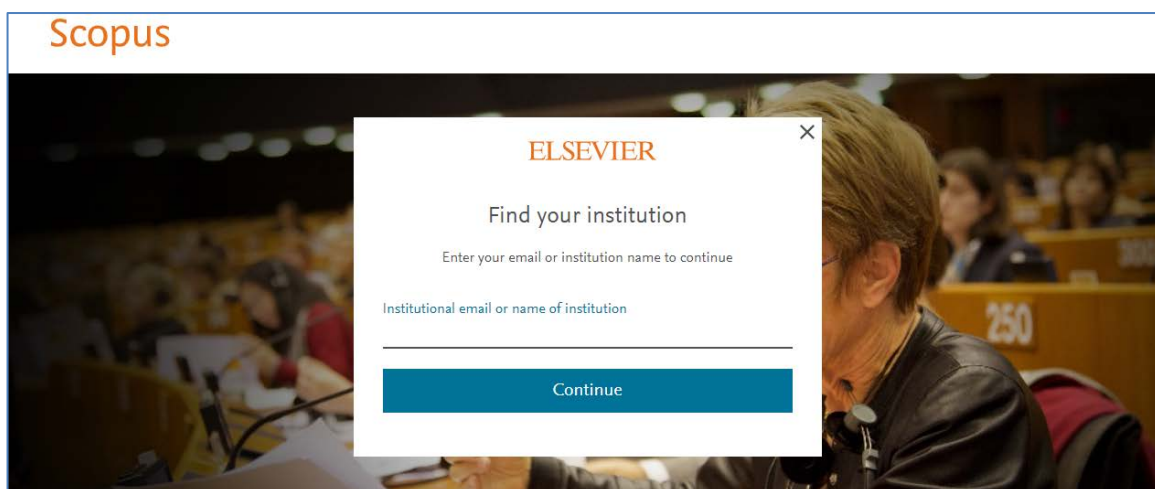 Scopus
ELSEVIER
Find your institution
Enter your email or institution name to continue
Institutional email or name of institution
Continue
250